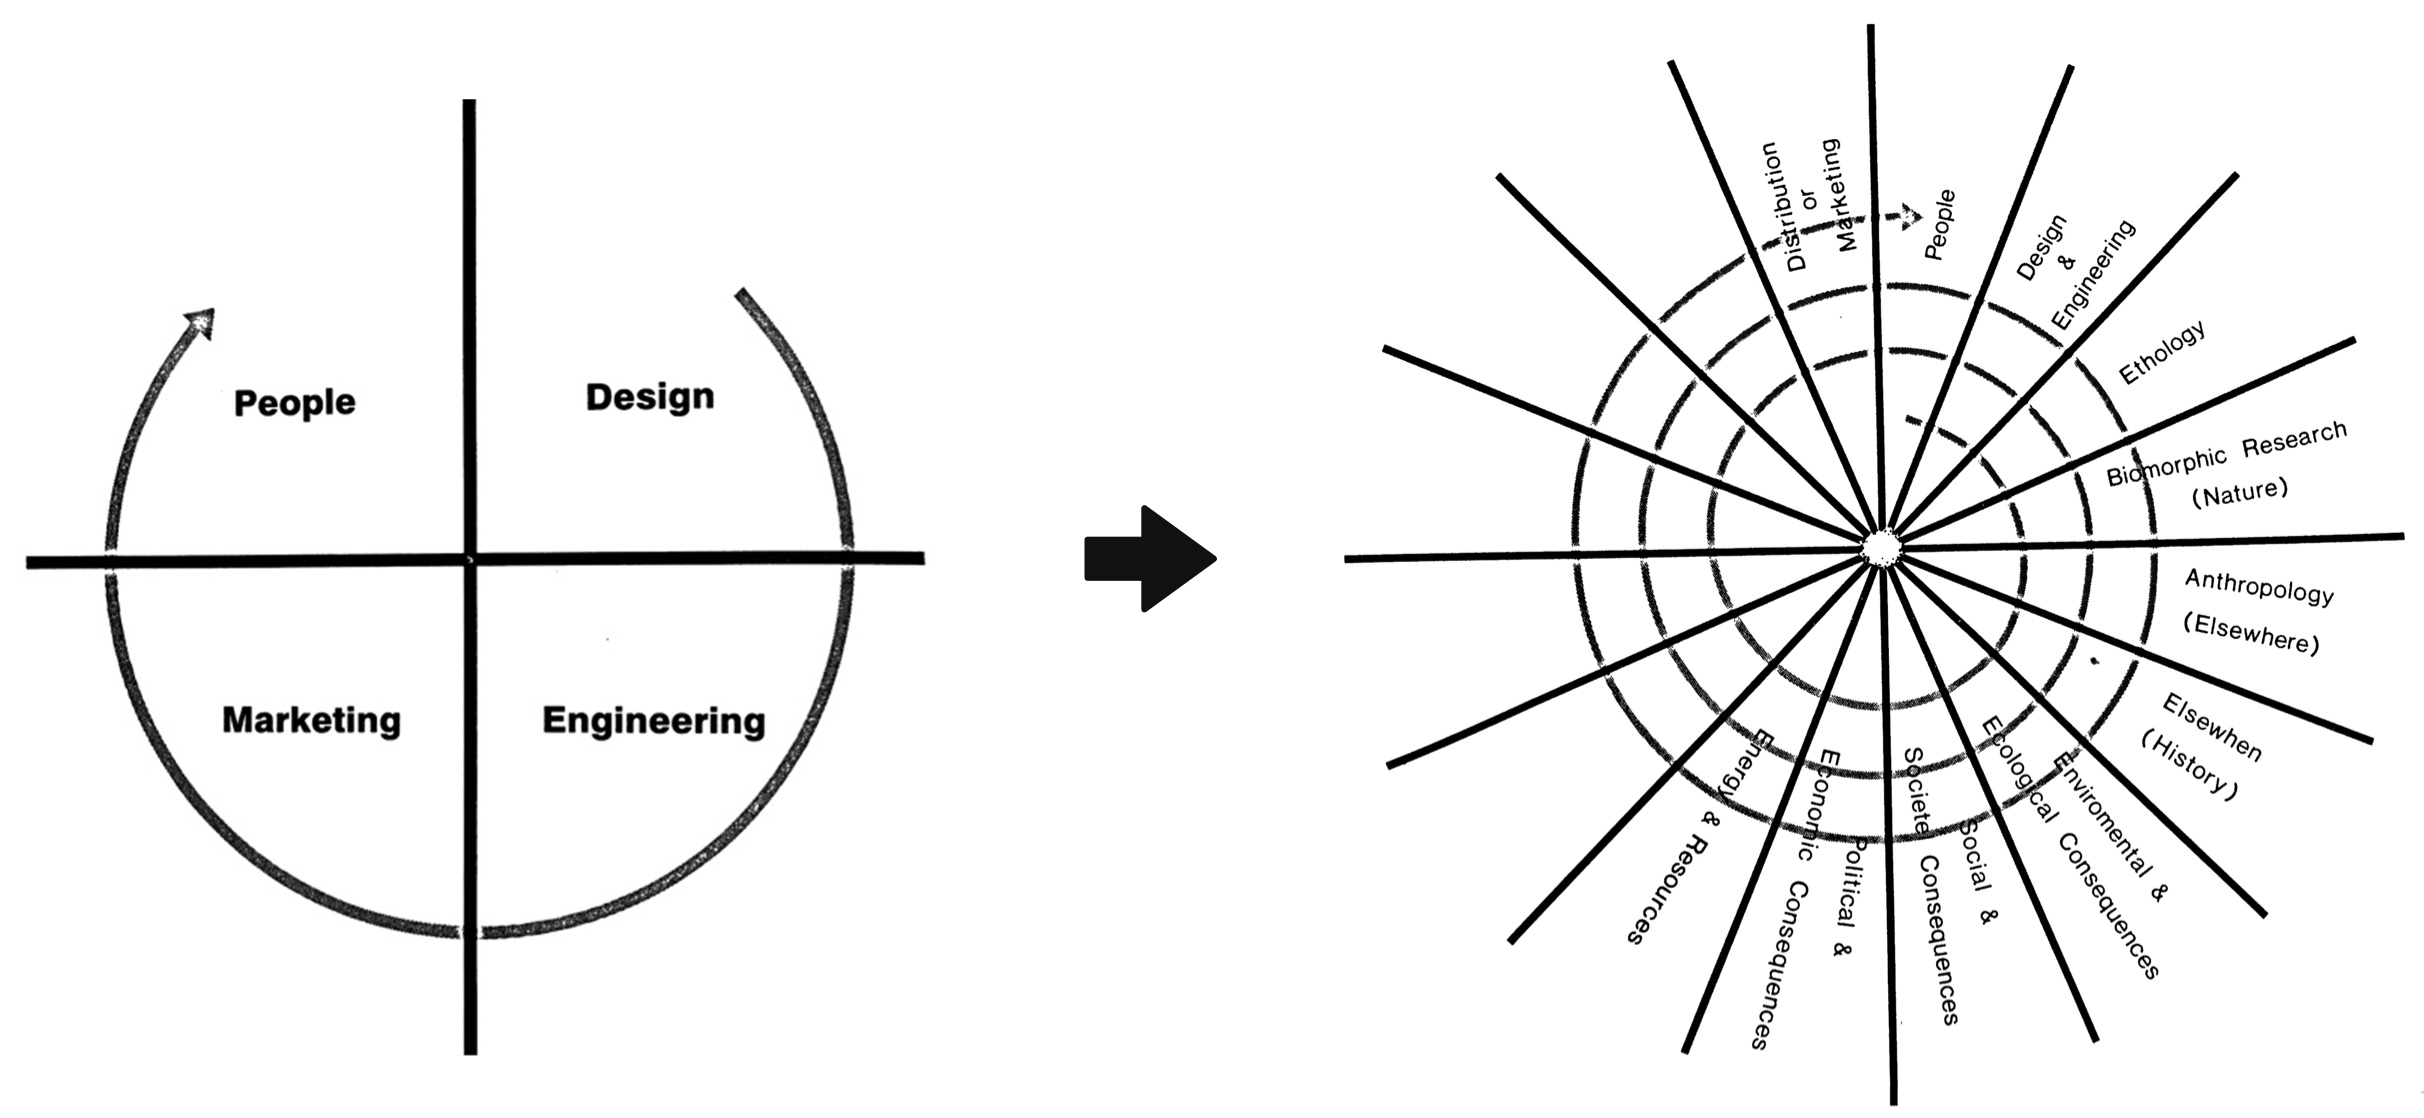 People
Design
Marketing
Engineering
Distribution
or
Marketing
People
Design
&
Engineering
Ethology
Biomorphic Research
(Nature)
Anthropology
(Elsewhere)
Elsewhen
(History)
Enviromental &
Ecological Consequences
Social &
Societe Consequences
Political &
Economic Consequences
Energy & Resources